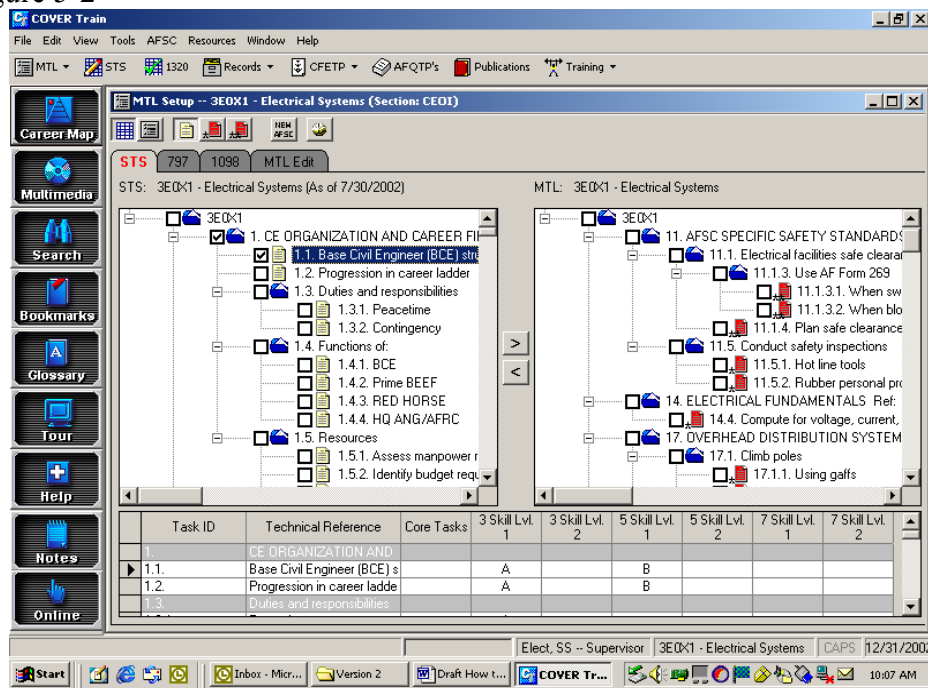 COVER Train
File Edit View Tools AFSC Resources Window Help
MTL STS 1320 Records CFETP AFQTP's Publications Training
MTL Setup -- 3E0X1 - Electrical Systems (Section: CEOI)
NEW AFSC
STS 797 1098 MTL Edit
STS: 3E0X1 - Electrical Systems (As of 7/30/2002)
MTL: 3E0X1 - Electrical Systems
Career Map
Multimedia
Search
Bookmarks
Glossary
Tour
Help
Notes
Online
3E0X1
1. CE ORGANIZATION AND CAREER FI
1.1. Base Civil Engineer (BCE) stru
1.2. Progression in career ladder
1.3. Duties and responsibilities
1.3.1. Peacetime
1.3.2. Contingency
1.4. Functions of:
1.4.1. BCE
1.4.2. Prime BEEF
1.4.3. RED HORSE
1.4.4. HQ ANG/AFRC
1.5. Resources
1.5.1. Assess manpower r
1.5.2. Identify budget requ
>
<
3E0X1
11. AFSC SPECIFIC SAFETY STANDARDS
11.1. Electrical facilities safe cleara
11.1.3. Use AF Form 269
11.1.3.1. When sw
11.1.3.2. When blo
11.1.4. Plan safe clearance
11.5. Conduct safety inspections
11.5.1. Hot line tools
11.5.2. Rubber personal pro
14. ELECTRICAL FUNDAMENTALS Ref:
14.4. Compute for voltage, current,
17. OVERHEAD DISTRIBUTION SYSTEM
17.1. Climb poles
17.1.1. Using gaffs
Task ID Technical Reference Core Tasks 3 Skill Lvl. 1 3 Skill Lvl. 2 5 Skill Lvl. 1 5 Skill Lvl. 2 7 Skill Lvl. 1 7 Skill Lvl. 2
1. CE ORGANIZATION AND
1.1. Base Civil Engineer (BCE) s A B
1.2. Progression in career ladde A B
1.3. Duties and responsibilities
Elect, SS -- Supervisor 3E0X1 - Electrical Systems CAPS 12/31/200
Start Inbox - Micr... Version 2 Draft How t... COVER Tr... 10:07 AM